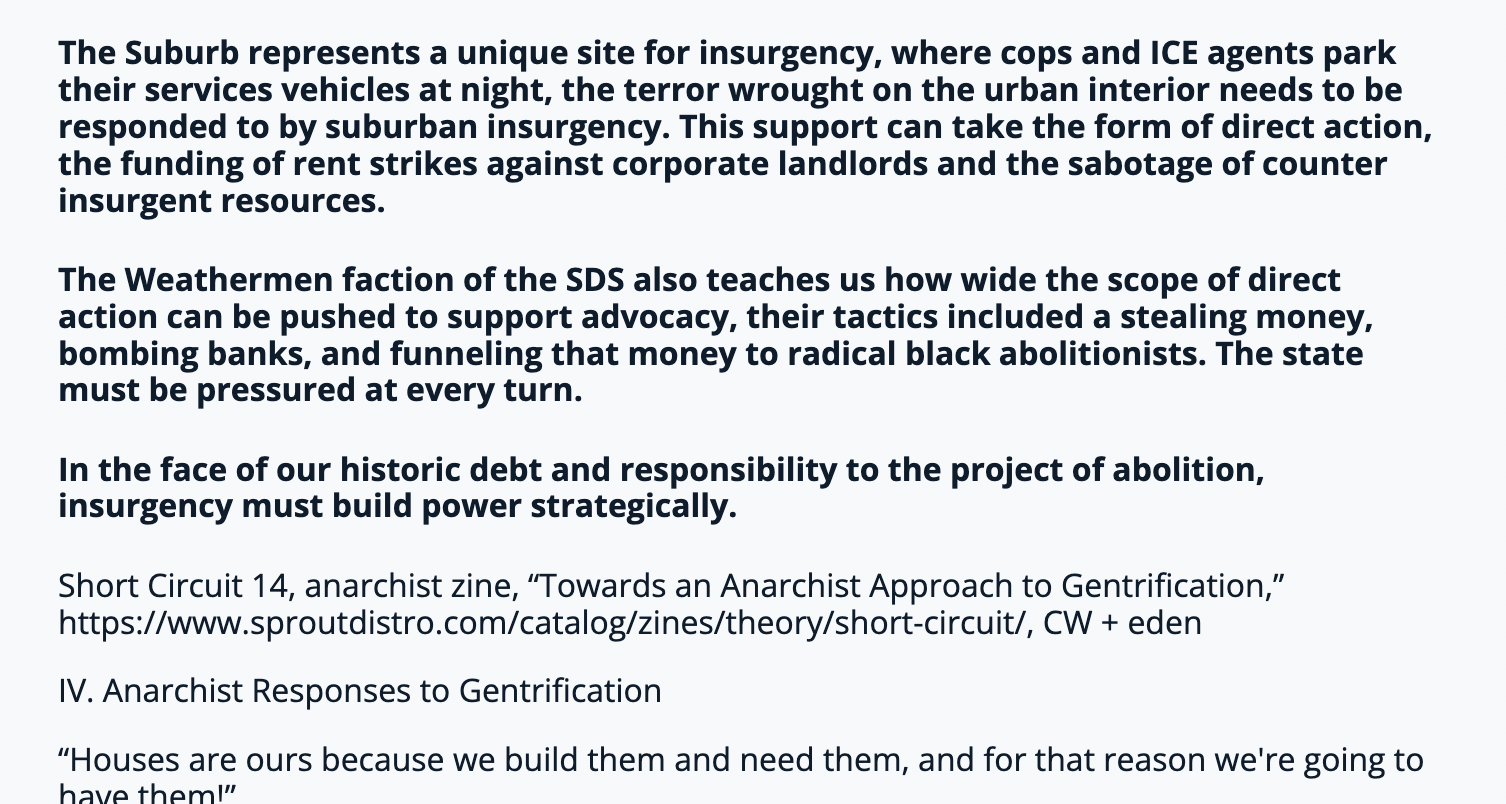 The Suburb represents a unique site for insurgency, where cops and ICE agents park
their services vehicles at night, the terror wrought on the urban interior needs to be
responded to by suburban insurgency. This support can take the form of direct action,
the funding of rent strikes against corporate landlords and the sabotage of counter
insurgent resources.
The Weathermen faction of the SDS also teaches us how wide the scope of direct
action can be pushed to support advocacy, their tactics included a stealing money,
bombing banks, and funneling that money to radical black abolitionists. The state
must be pressured at every turn.
In the face of our historic debt and responsibility to the project of abolition,
insurgency must build power strategically.
Short Circuit 14, anarchist zine, “Towards an Anarchist Approach to Gentrification,”
https://www.sproutdistro.com/catalog/zines/theory/short-circuit/, CW + eden
IV. Anarchist Responses to Gentrification
“Houses are ours because we build them and need them, and for that reason we're going to
have them!”